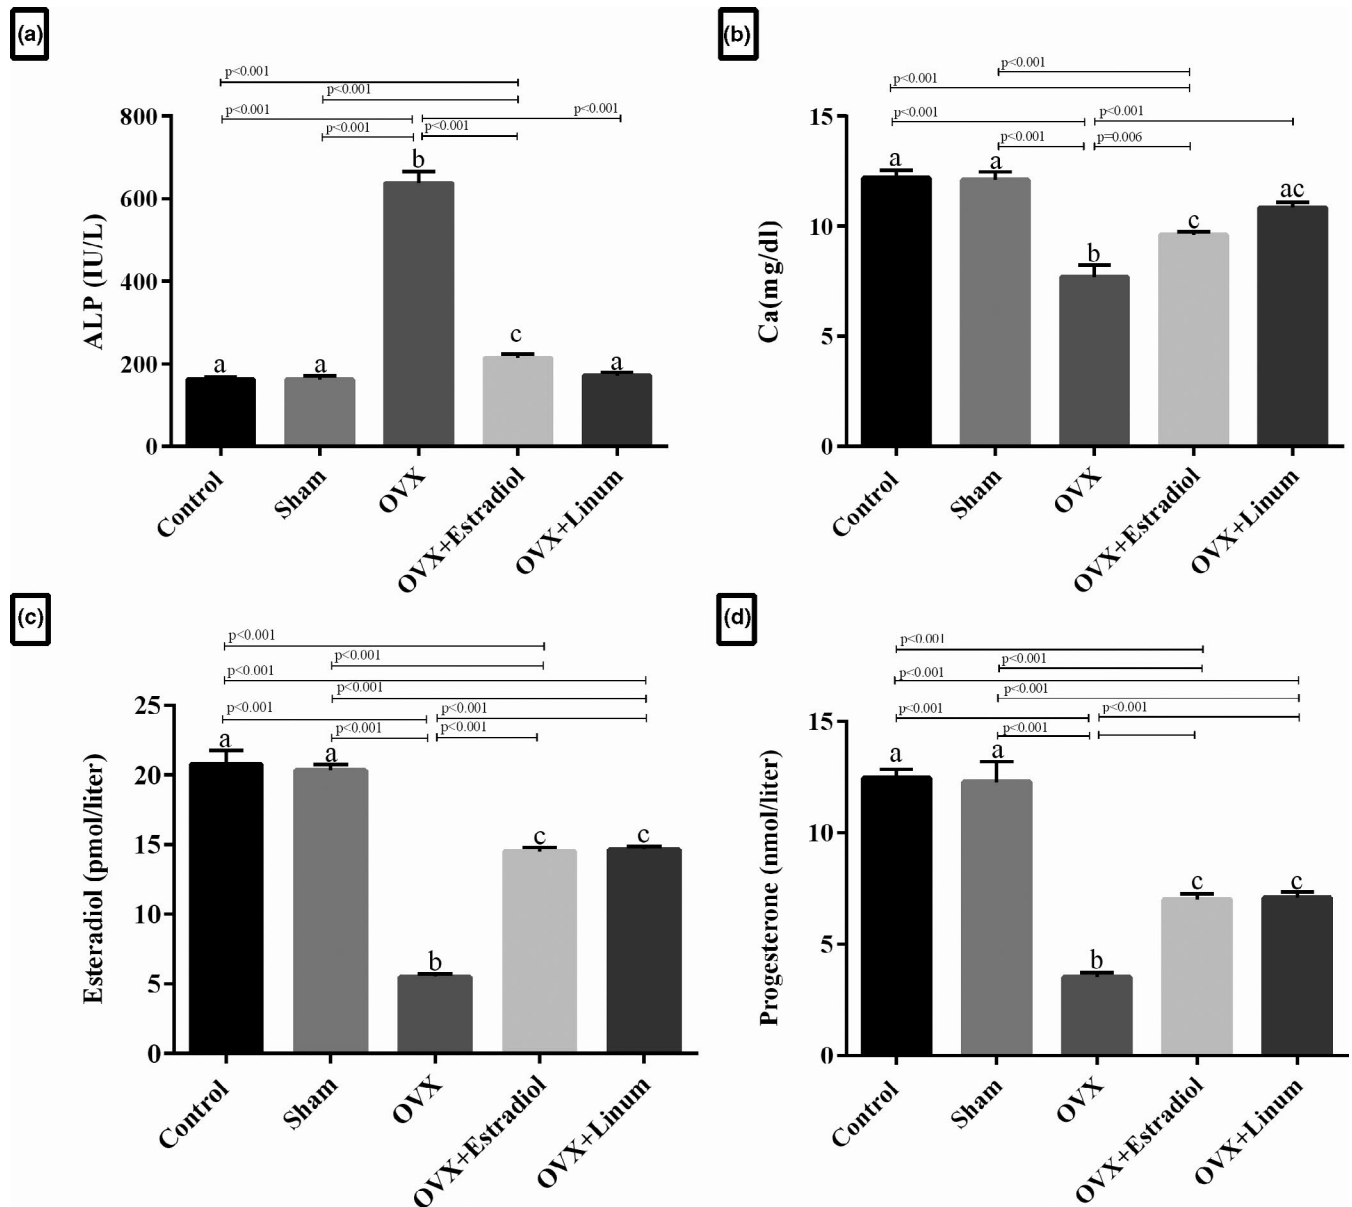 (a)
p<0.001
p<0.001
p<0.001 p<0.001
p<0.001 p<0.001
ALP (IU/L)
800
600
400
200
0
a a b c a
Control Sham OVX OVX+Estradiol OVX+Linum
(b)
p<0.001
p<0.001
p<0.001 p<0.001
p<0.001 p=0.006
Ca(mg/dl)
15
10
5
0
a a b c ac
Control Sham OVX OVX+Estradiol OVX+Linum
(c)
p<0.001
p<0.001
p<0.001
p<0.001
p<0.001 p<0.001
p<0.001 p<0.001
Esteradiol (pmol/liter)
25
20
15
10
5
0
a a b c c
Control Sham OVX OVX+Estradiol OVX+Linum
(d)
p<0.001
p<0.001
p<0.001
p<0.001
p<0.001 p<0.001
p<0.001
Progesterone (nmol/liter)
15
10
5
0
a a b c c
Control Sham OVX OVX+Estradiol OVX+Linum